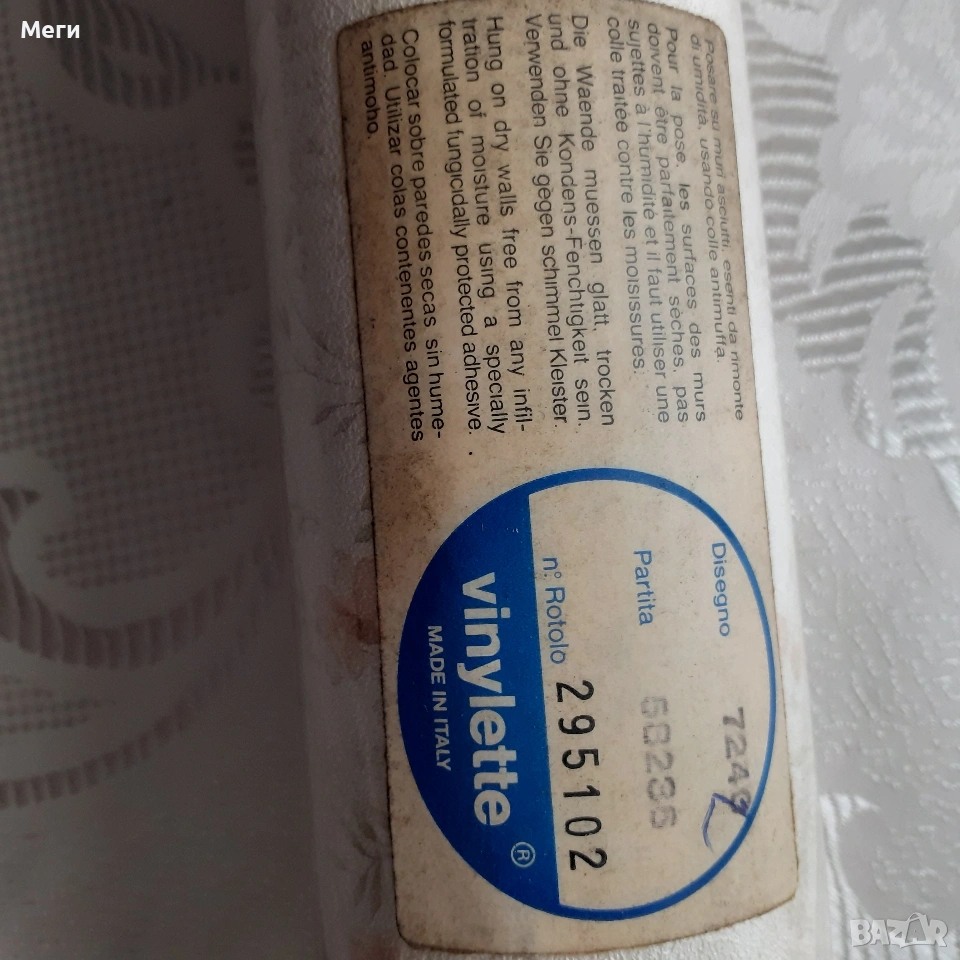 Меги
Posare su muri asciutti, esenti da rimonte
di umidità, usando colle antimuffa.
Pour la pose, les surfaces des murs
doivent être parfaitement sèches, pas
sujettes à l'humidité et il faut utiliser une
colle traitée contre les moisissures.
Die Waende muessen glatt, trocken
und ohne Kondens-Fenchtigkeit sein.
Verwenden Sie gegen schimmel Kleister.
Hung on dry walls free from any infil-
tration of moisture using a specially
formulated fungicidally protected adhesive.
Colocar sobre paredes secas sin hume-
dad. Utilizar colas contenentes agentes
antimoho.
Disegno 7249
Partita
n° Rotolo 295102
vinylette ®
MADE IN ITALY
BAZAR